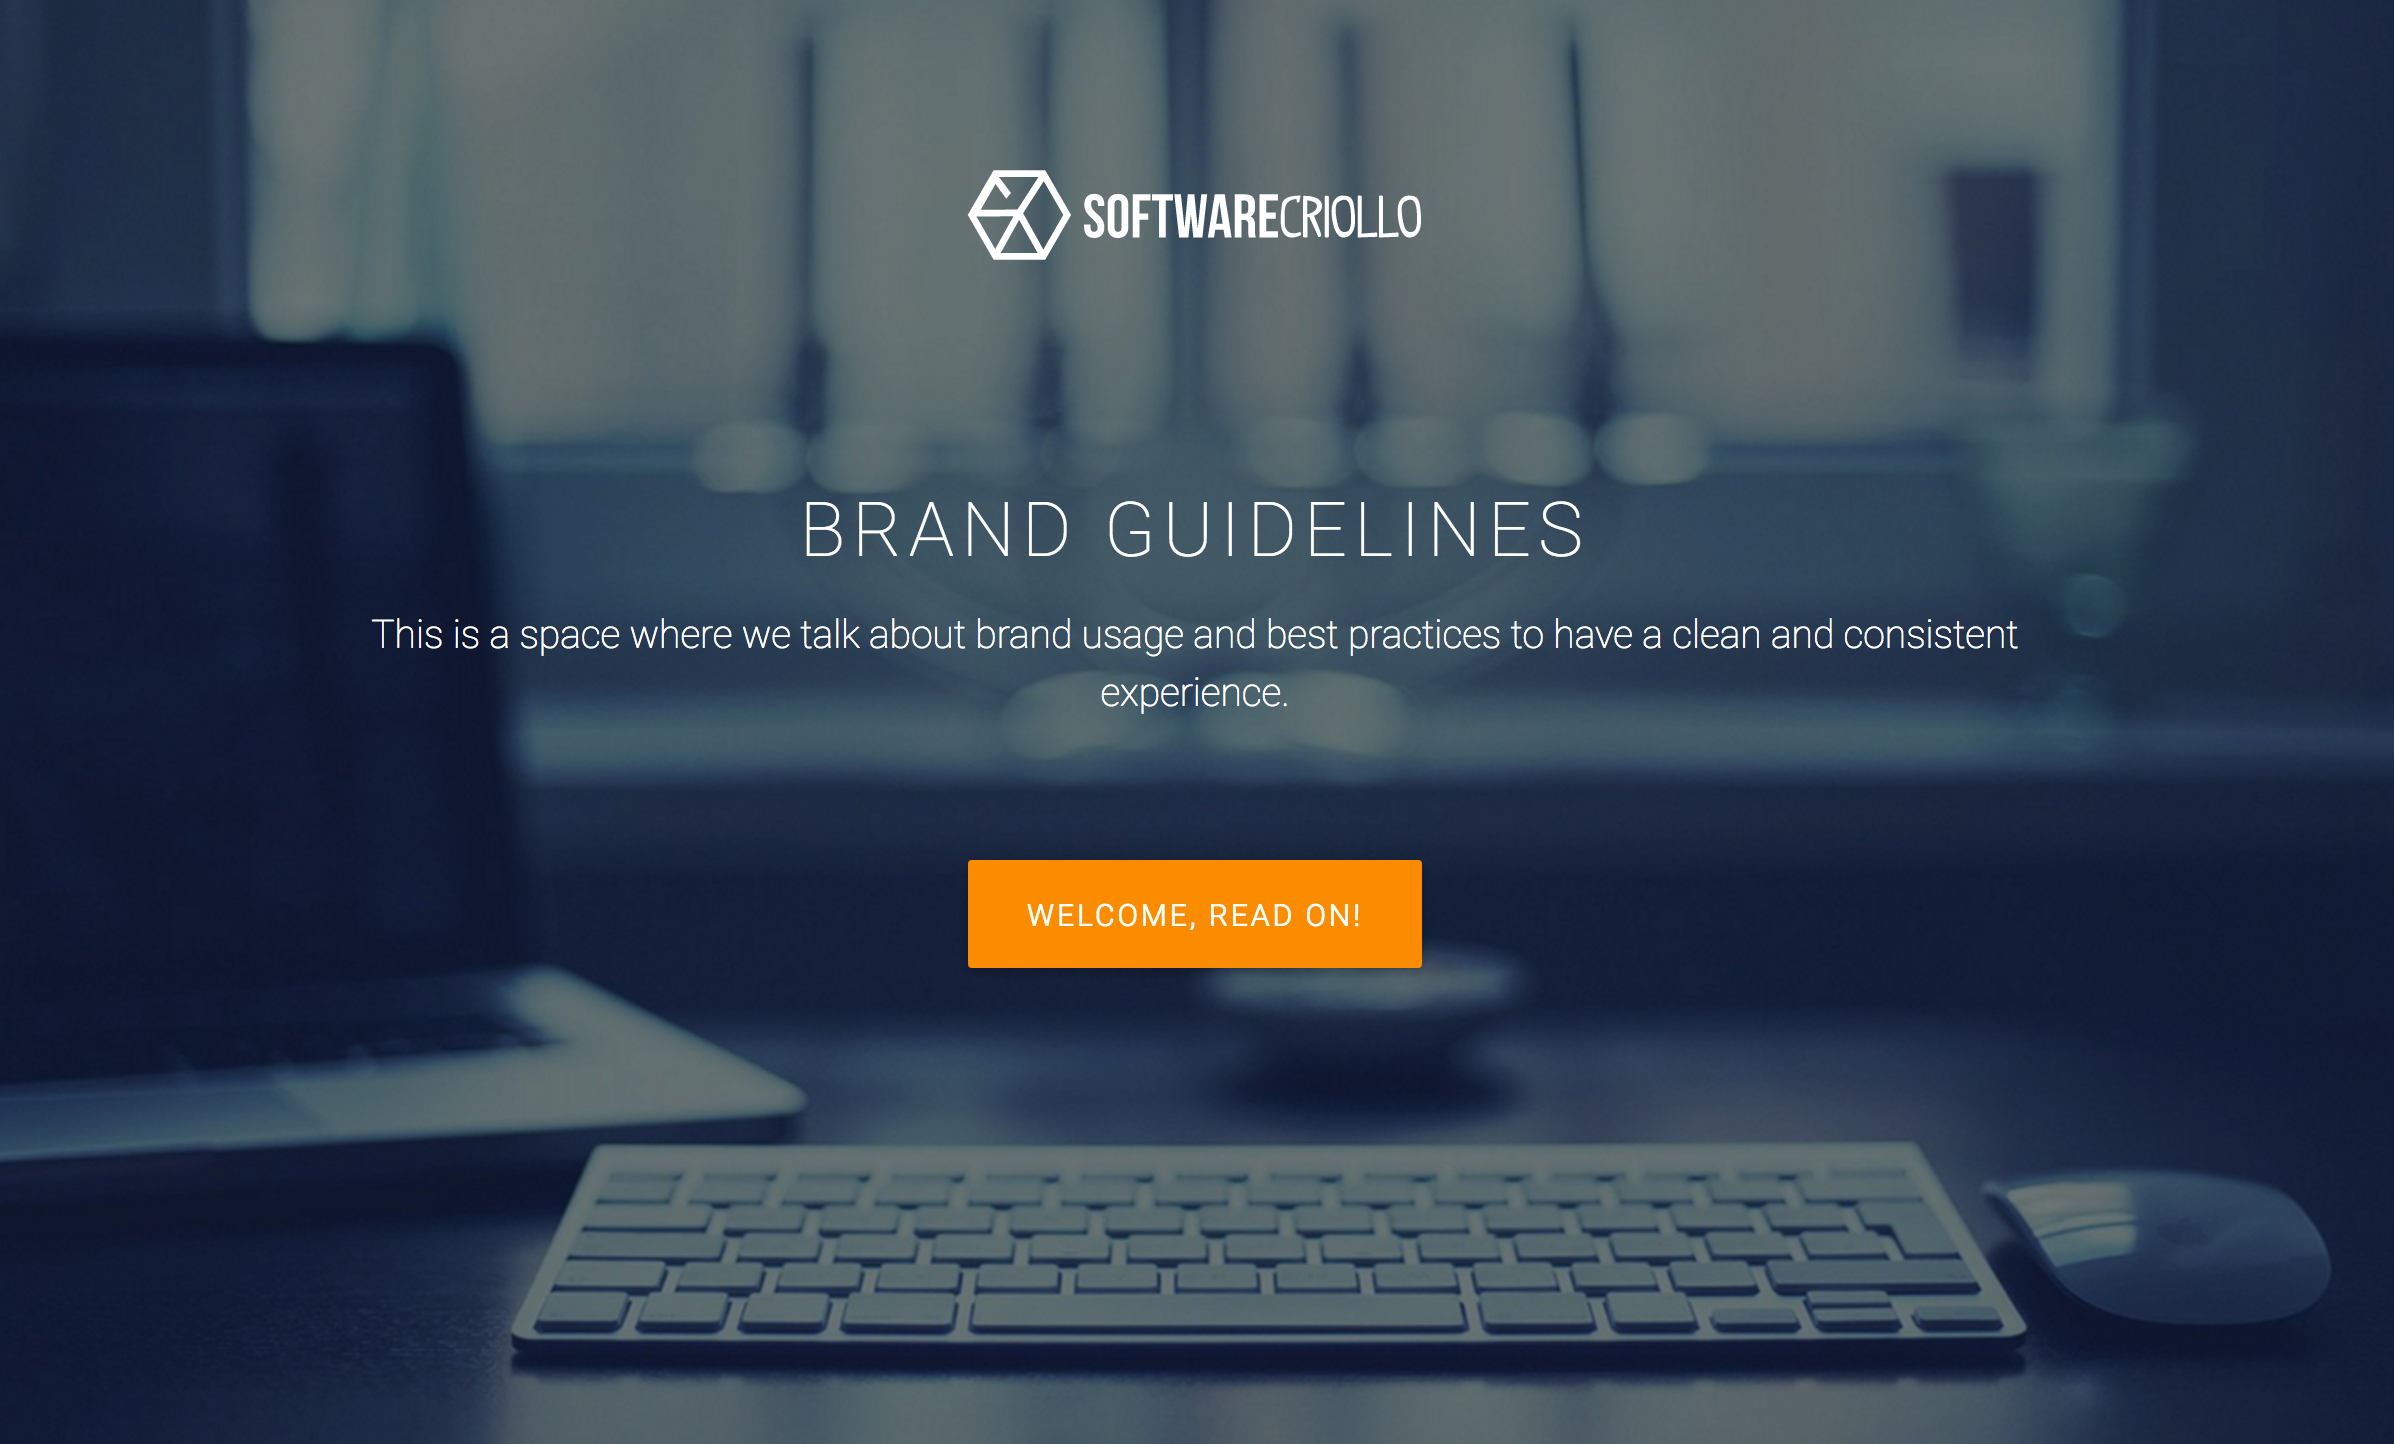 SOFTWARECRIOLLO
BRAND GUIDELINES
This is a space where we talk about brand usage and best practices to have a clean and consistent
experience.
WELCOME, READ ON!